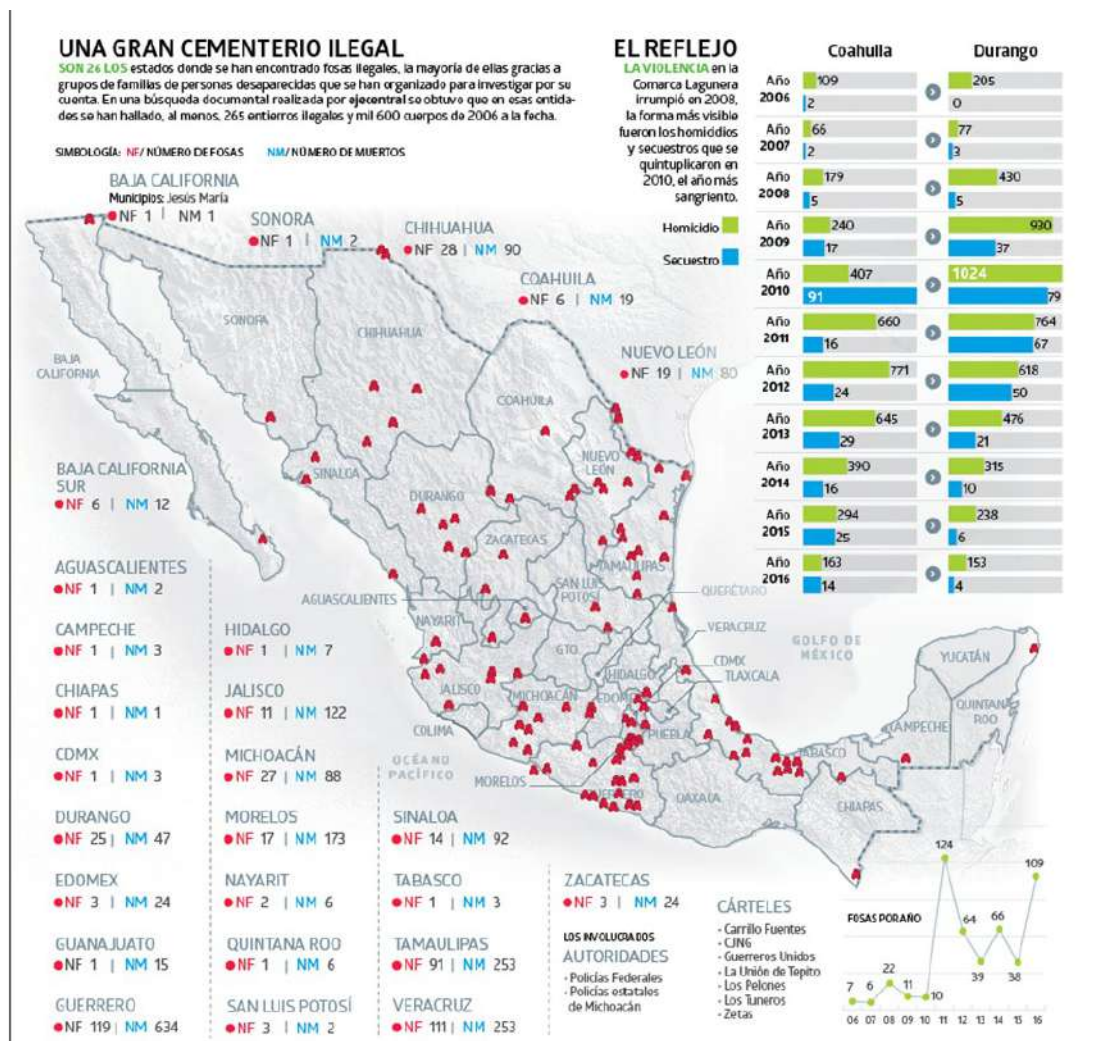 UNA GRAN CEMENTERIO ILEGAL
SON 26 LOS estados donde se han encontrado fosas ilegales, la mayoría de ellas gracias a
grupos de familias de personas desaparecidas que se han organizado para investigar por su
cuenta. En una búsqueda documental realizada por ejecentral se obtuvo que en esas entida-
des se han hallado, al menos, 265 entierros ilegales y mil 600 cuerpos de 2006 a la fecha.
SIMBOLOGÍA: NF/ NÚMERO DE FOSAS NM/ NÚMERO DE MUERTOS
BAJA CALIFORNIA
Municipios: Jesús María
NF 1 | NM 1
SONORA
NF 1 | NM 2
CHIHUAHUA
NF 28 | NM 90
COAHUILA
NF 6 | NM 19
NUEVO LEÓN
NF 19 | NM 80
BAJA CALIFORNIA
SUR
NF 6 | NM 12
AGUASCALIENTES
NF 1 | NM 2
CAMPECHE
NF 1 | NM 3
CHIAPAS
NF 1 | NM 1
CDMX
NF 1 | NM 3
DURANGO
NF 25 | NM 47
EDOMEX
NF 3 | NM 24
GUANAJUATO
NF 1 | NM 15
GUERRERO
NF 119 | NM 634
HIDALGO
NF 1 | NM 7
JALISCO
NF 11 | NM 122
MICHOACÁN
NF 27 | NM 88
MORELOS
NF 17 | NM 173
NAYARIT
NF 2 | NM 6
QUINTANA ROO
NF 1 | NM 6
SAN LUIS POTOSÍ
NF 3 | NM 2
SINALOA
NF 14 | NM 92
TABASCO
NF 1 | NM 3
TAMAULIPAS
NF 91 | NM 253
VERACRUZ
NF 111 | NM 253
ZACATECAS
NF 3 | NM 24
LOS INVOLUCRADOS
AUTORIDADES
- Policías Federales
- Policías estatales
de Michoacán
CÁRTELES
- Carrillo Fuentes
- CJNG
- Guerreros Unidos
- La Unión de Tepito
- Los Pelones
- Los Tuneros
- Zetas
BAJA
CALIFORNIA
SONORA
CHIHUAHUA
COAHUILA
NUEVO
LEÓN
SINALOA
DURANGO
ZACATECAS
TAMAULIPAS
SAN LUIS
POTOSÍ
AGUASCALIENTES
NAYARIT
QUERÉTARO
VERACRUZ
GTO.
HIDALGO
CDMX
TLAXCALA
JALISCO
MICHOACÁN
EDOMEX
COLIMA
PUEBLA
MORELOS
GUERRERO
OAXALA
TABASCO
CHIAPAS
CAMPECHE
YUCATÁN
QUINTANA
ROO
OCÉANO
PACÍFICO
GOLFO DE
MÉXICO
EL REFLEJO
LA VIOLENCIA en la
Comarca Lagunera
irrumpió en 2008,
la forma más visible
fueron los homicidios
y secuestros que se
quintuplicaron en
2010, el año más
sangriento.
Homicidio
Secuestro
Coahulla Durango
Año 2006 109 205
2 0
Año 2007 66 77
2 3
Año 2008 179 430
5 5
Año 2009 240 930
17 37
Año 2010 407 1024
91 79
Año 2011 660 764
16 67
Año 2012 771 618
24 50
Año 2013 645 476
29 21
Año 2014 390 315
16 10
Año 2015 294 238
25 6
Año 2016 163 153
14 4
FOSAS POR AÑO
7 6 22 11 10 124 64 39 66 38 109
06 07 08 09 10 11 12 13 14 15 16